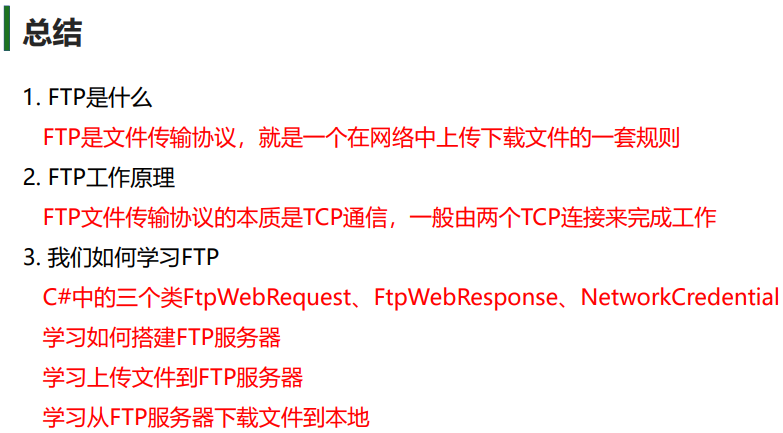 总结
1. FTP是什么
FTP是文件传输协议，就是一个在网络中上传下载文件的一套规则
2. FTP工作原理
FTP文件传输协议的本质是TCP通信，一般由两个TCP连接来完成工作
3. 我们如何学习FTP
C#中的三个类FtpWebRequest、FtpWebResponse、NetworkCredential
学习如何搭建FTP服务器
学习上传文件到FTP服务器
学习从FTP服务器下载文件到本地